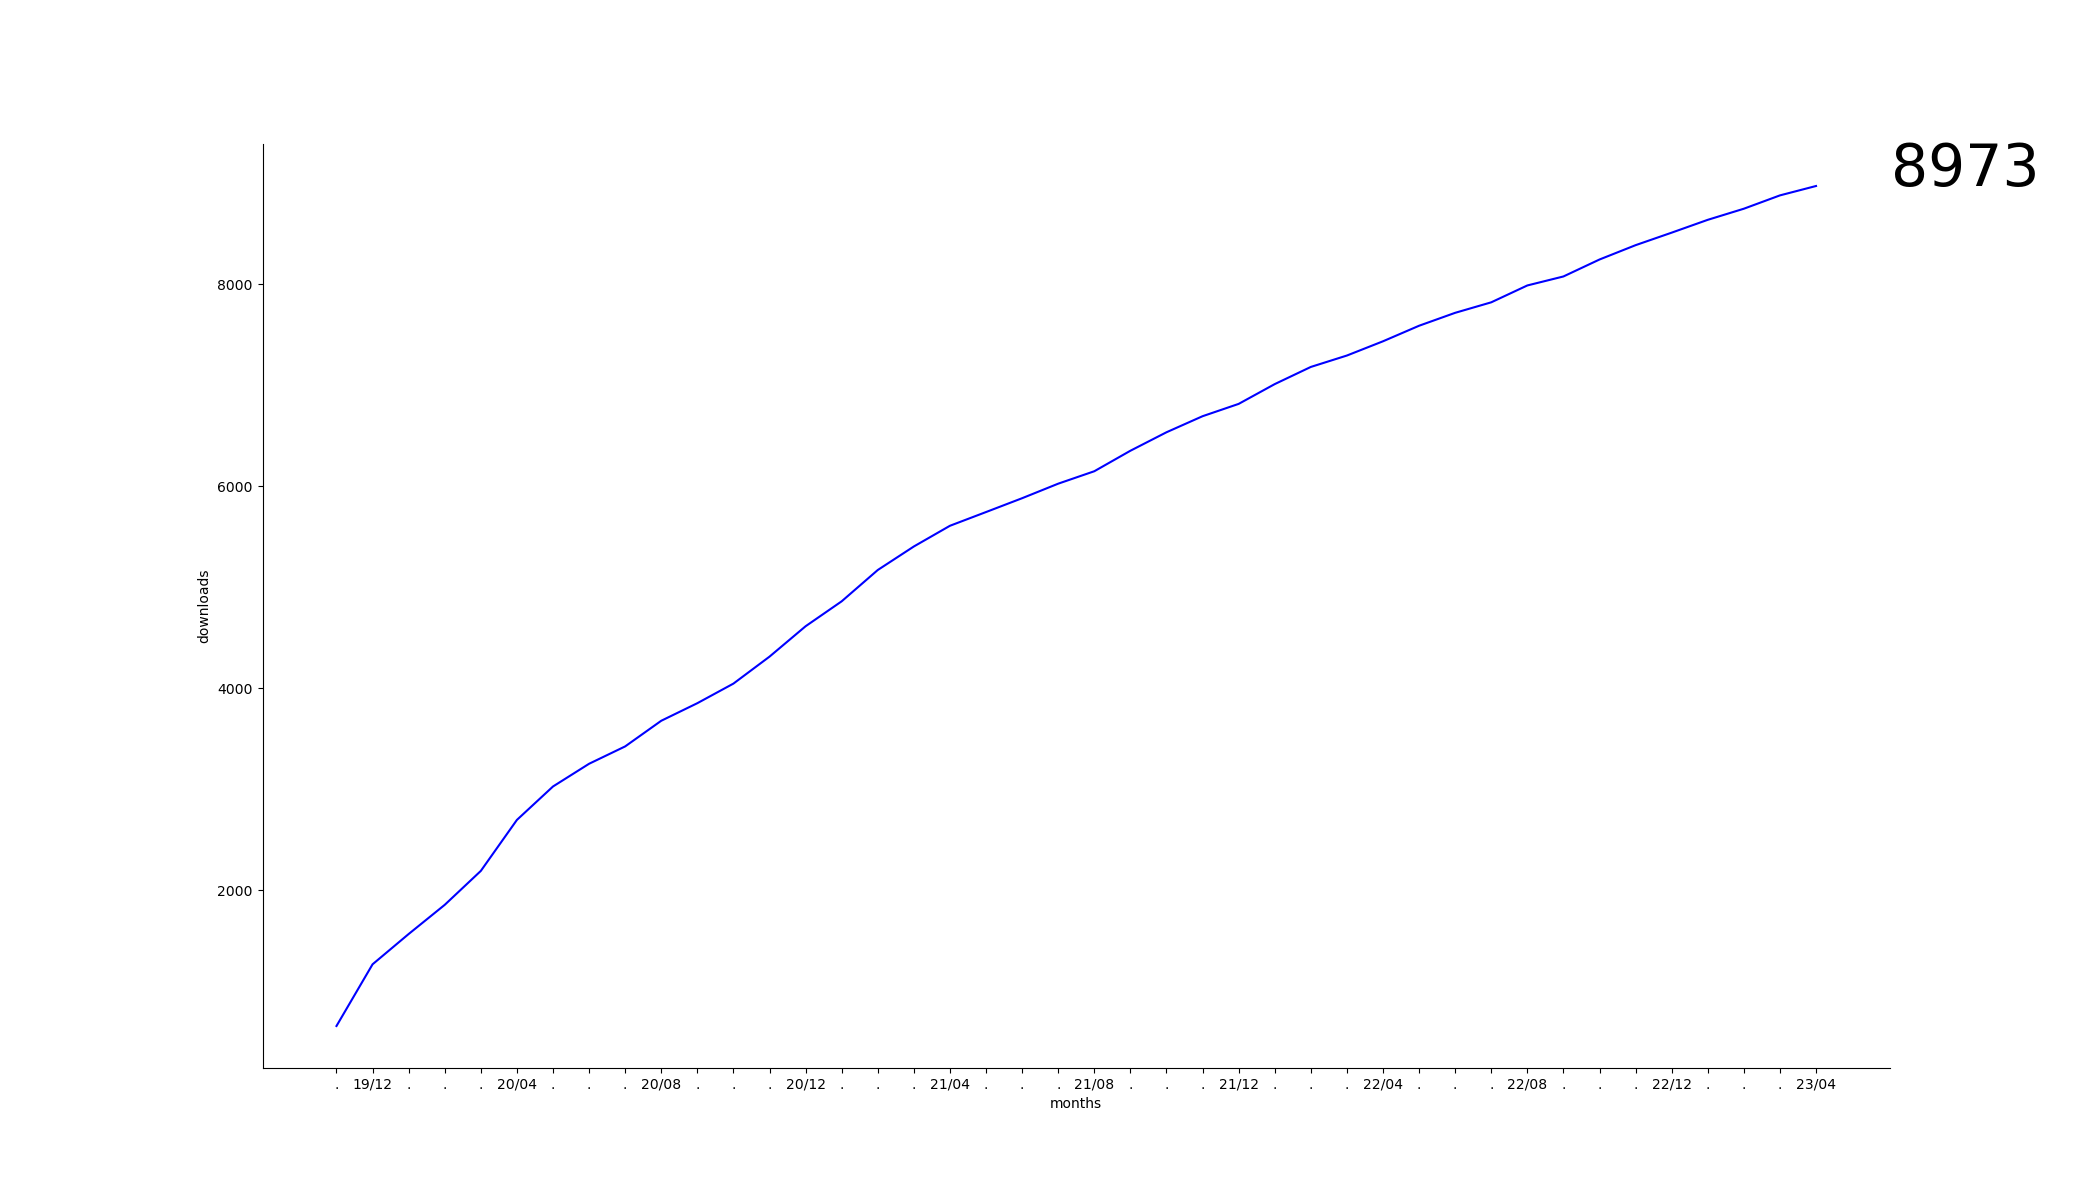 8973
8000
6000
4000
2000
downloads
. 19/12 . . . 20/04 . . . 20/08 . . . 20/12 . . . 21/04 . . . 21/08 . . . 21/12 . . . 22/04 . . . 22/08 . . . 22/12 . . . 23/04
months